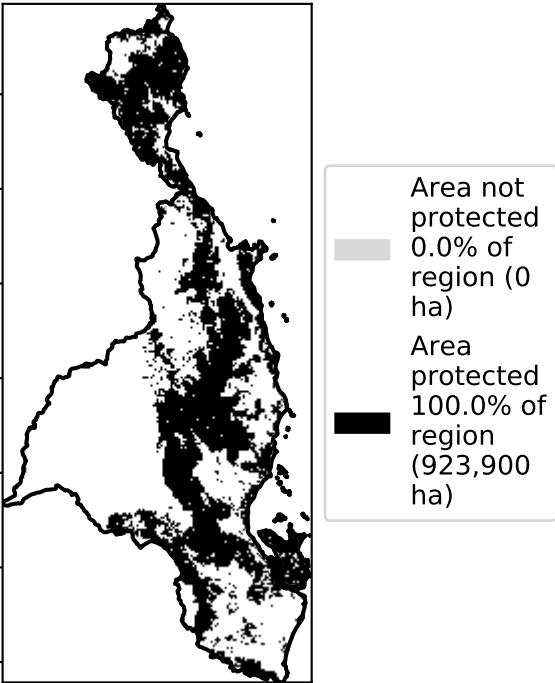 Area not
protected
0.0% of
region (0
ha)
Area
protected
100.0% of
region
(923,900
ha)